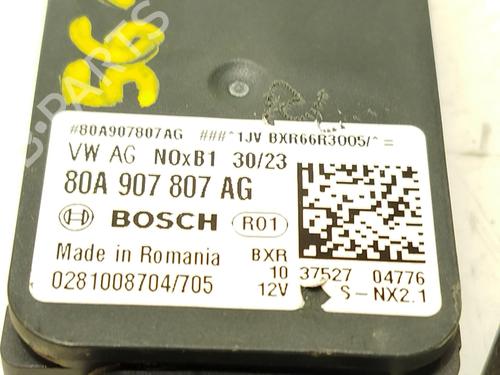 #80A907807AG ###^1JV BXR66R3005/^=
VW AG NOxB1 30/23
80A 907 807 AG
BOSCH R01
Made in Romania BXR
10 37527 04776
0281008704/705 12V S-NX2.1